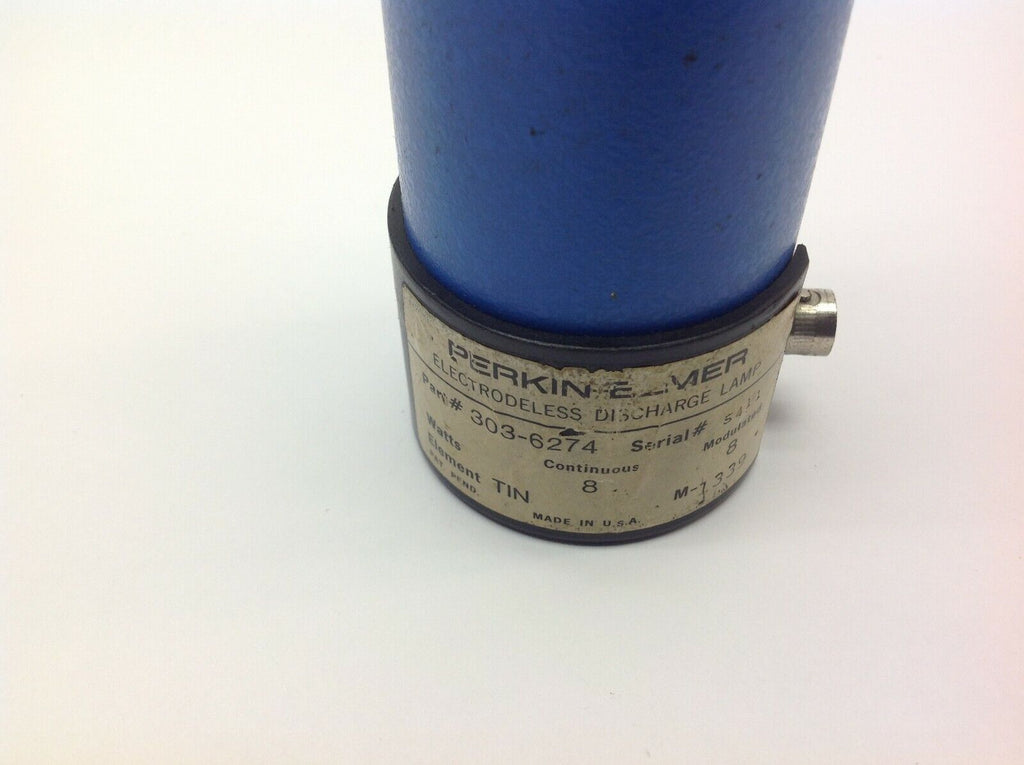 PERKIN-ELMER
ELECTRODELESS DISCHARGE LAMP
Part # 303-6274 Serial #
Watts Continuous 8 Modulated 8
Element TIN
PAT. PEND. MADE IN U.S.A.